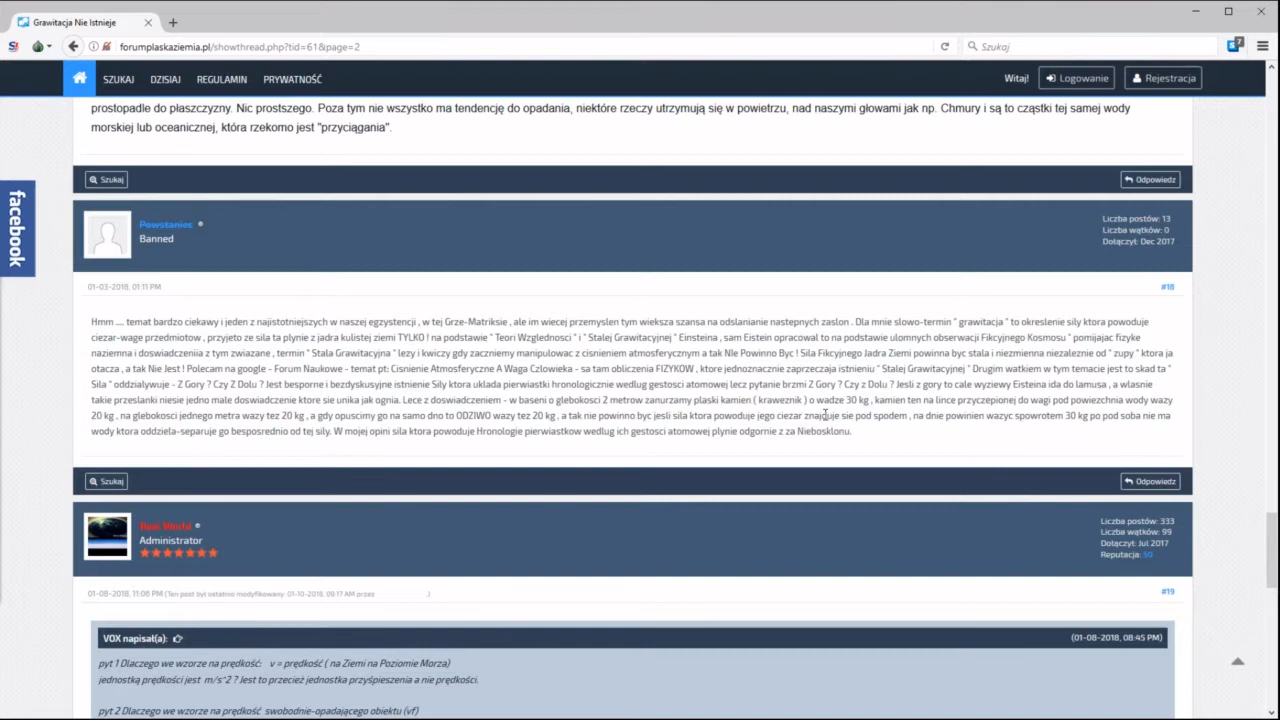 Grawitacja Nie Istnieje
forumplaskaziemia.pl/showthread.php?tid=61&page=2
Szukaj
7
SZUKAJ DZISIAJ REGULAMIN PRYWATNOŚĆ
Witaj! Logowanie Rejestracja
prostopadle do płaszczyzny. Nic prostszego. Poza tym nie wszystko ma tendencję do opadania, niektóre rzeczy utrzymują się w powietrzu, nad naszymi głowami jak np. Chmury i są to cząstki tej samej wody
morskiej lub oceanicznej, która rzekomo jest "przyciągania".
facebook
Szukaj
Odpowiedz
Powstaniec
Banned
Liczba postów: 13
Liczba wątków: 0
Dołączył: Dec 2017
01-03-2018, 01:11 PM
#18
Hmm .... temat bardzo ciekawy i jeden z najistotniejszych w naszej egzystencji , w tej Grze-Matriksie , ale im wiecej przemyslen tym wieksza szansa na odslanianie nastepnych zaslon . Dla mnie slowo-termin " grawitacja " to okreslenie sily ktora powoduje
ciezar-wage przedmiotow , przyjeto ze sila ta plynie z jadra kulistej ziemi TYLKO ! na podstawie " Teori Wzglednosci " i " Stalej Grawitacyjnej " Einsteina , sam Eistein opracowal to na podstawie ulomnych obserwacji Fikcyjnego Kosmosu " pomijajac fizyke
naziemna i doswiadczeniia z tym zwiazane , termin " Stala Grawitacyjna " lezy i kwiczy gdy zaczniemy manipulowac z cisnieniem atmosferycznym a tak NIe Powinno Byc ! Sila Fikcyjnego Jadra Ziemi powinna byc stala i niezmienna niezaleznie od " zupy " ktora ja
otacza , a tak Nie Jest ! Polecam na google - Forum Naukowe - temat pt: Cisnienie Atmosferyczne A Waga Czlowieka - sa tam obliczenia FIZYKOW , ktore jednoznacznie zaprzeczaja istnieniu " Stalej Grawitacyjnej " Drugim watkiem w tym temacie jest to skad ta "
Sila " oddzialywuje - Z Gory ? Czy Z Dolu ? Jest besporne i bezdyskusyjne istnienie Sily ktora uklada pierwiastki hronologicznie wedlug gestosci atomowej lecz pytanie brzmi Z Gory ? Czy z Dolu ? Jesli z gory to cale wyziewy Eisteina ida do lamusa , a wlasnie
takie przeslanki niesie jedno male doswiadczenie ktore sie unika jak ognia. Lece z doswiadczeniem - w baseni o glebokosci 2 metrow zanurzamy plaski kamien ( kraweznik ) o wadze 30 kg , kamien ten na lince przyczepionej do wagi pod powiezchnia wody wazy
20 kg , na glebokosci jednego metra wazy tez 20 kg , a gdy opuscimy go na samo dno to ODZIWO wazy tez 20 kg , a tak nie powinno byc jesli sila ktora powoduje jego ciezar znajduje sie pod spodem , na dnie powinien wazyc spowrotem 30 kg po pod soba nie ma
wody ktora oddziela-separuje go besposrednio od tej sily. W mojej opini sila ktora powoduje Hronologie pierwiastkow wedlug ich gestosci atomowej plynie odgornie z za Niebosklonu.
Szukaj
Odpowiedz
Real World
Administrator
Liczba postów: 333
Liczba wątków: 99
Dołączył: Jul 2017
Reputacja: 50
01-08-2018, 11:06 PM (Ten post był ostatnio modyfikowany: 01-10-2018, 09:17 AM przez .)
#19
VOX napisał(a): (01-08-2018, 08:45 PM)
pyt 1 Dlaczego we wzorze na prędkość: v = prędkość ( na Ziemi na Poziomie Morza)
jednostką prędkości jest m/s^2 ? Jest to przecież jednostka przyśpieszenia a nie prędkości.
pyt 2 Dlaczego we wzorze na prędkość swobodnie-opadającego obiektu (vf)